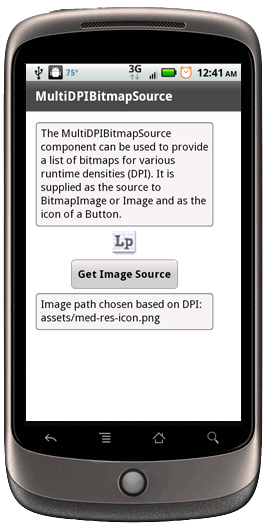 75° 3G 12:41 AM
MultiDPIBitmapSource
The MultiDPIBitmapSource
component can be used to provide
a list of bitmaps for various
runtime densities (DPI). It is
supplied as the source to
BitmapImage or Image and as the
icon of a Button.
Lp
Get Image Source
Image path chosen based on DPI:
assets/med-res-icon.png